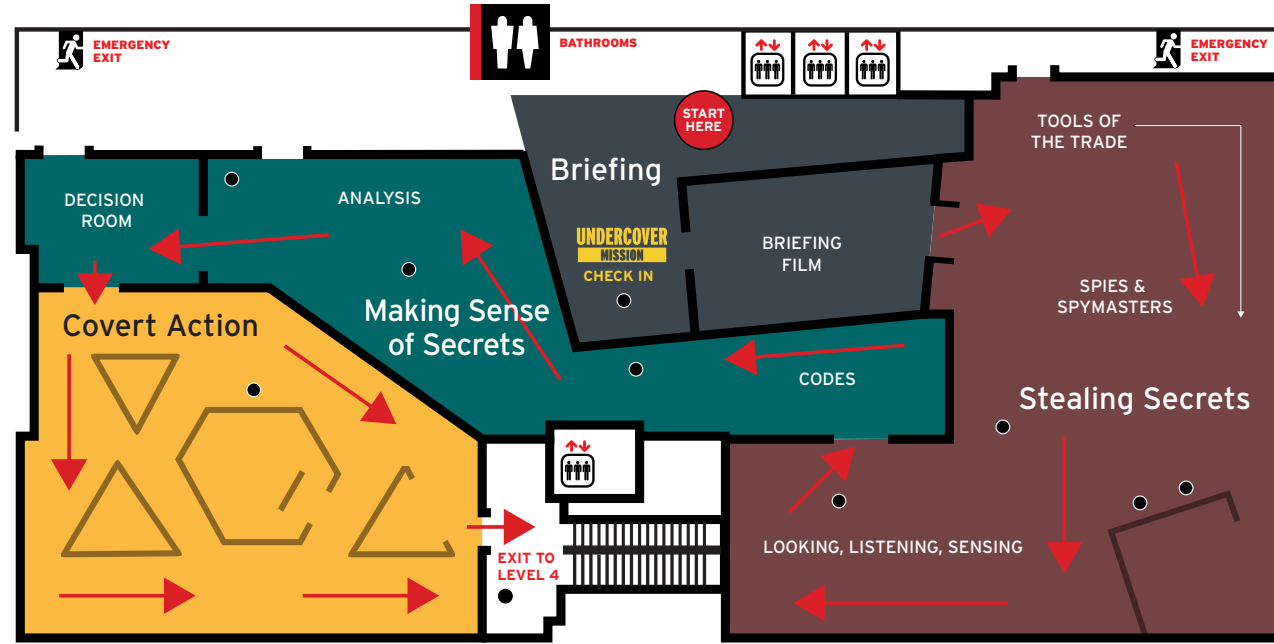 EMERGENCY
EXIT
BATHROOMS
EMERGENCY
EXIT
START
HERE
TOOLS OF
THE TRADE
Briefing
DECISION
ROOM
ANALYSIS
UNDERCOVER
MISSION
CHECK IN
BRIEFING
FILM
SPIES &
SPYMASTERS
Covert Action
Making Sense
of Secrets
CODES
Stealing Secrets
LOOKING, LISTENING, SENSING
EXIT TO
LEVEL 4